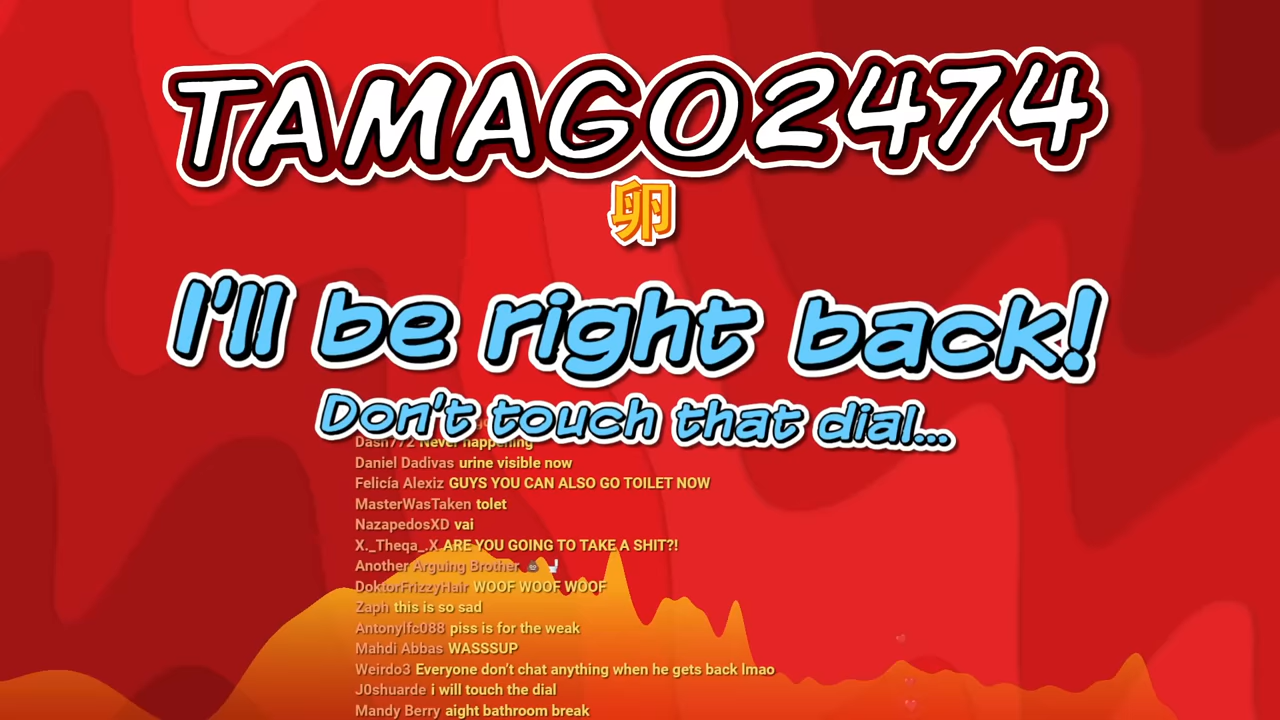 TAMAGO2474
卵
I'll be right back!
Don't touch that dial...
Dash772 Never happening
Daniel Dadivas urine visible now
Felicía Alexiz GUYS YOU CAN ALSO GO TOILET NOW
MasterWasTaken tolet
NazapedosXD vai
X._Theqa_.X ARE YOU GOING TO TAKE A SHIT?!
Another Arguing Brother 💩 🚽
DoktorFrizzyHair WOOF WOOF WOOF
Zaph this is so sad
Antonylfc088 piss is for the weak
Mahdi Abbas WASSSUP
Weirdo3 Everyone don't chat anything when he gets back lmao
J0shuarde i will touch the dial
Mandy Berry aight bathroom break